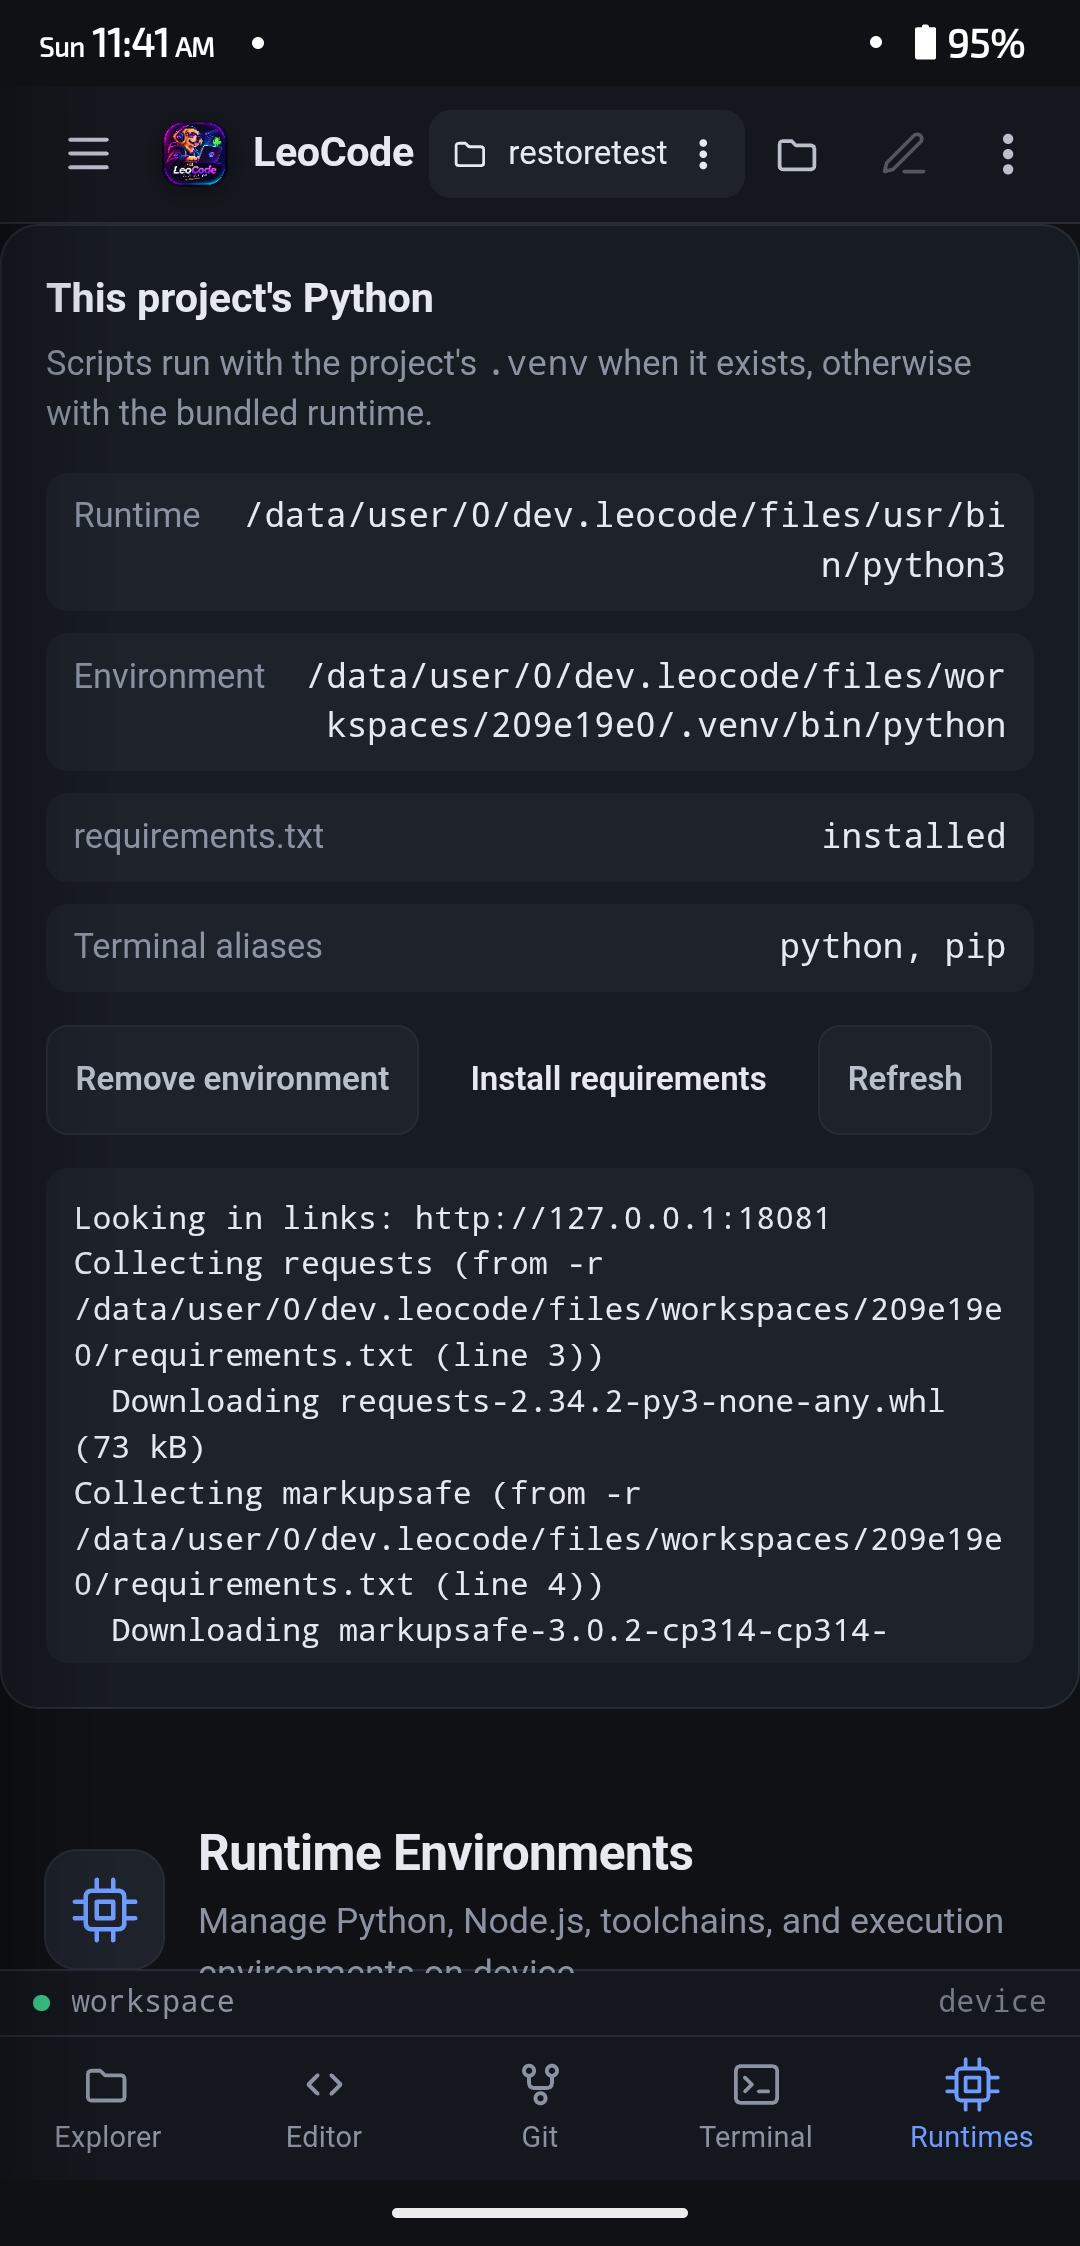 Sun 11:41 AM
95%
LeoCode
restoretest
This project's Python
Scripts run with the project's .venv when it exists, otherwise
with the bundled runtime.
Runtime /data/user/0/dev.leocode/files/usr/bi
n/python3
Environment /data/user/0/dev.leocode/files/wor
kspaces/209e19e0/.venv/bin/python
requirements.txt installed
Terminal aliases python, pip
Remove environment Install requirements Refresh
Looking in links: http://127.0.0.1:18081
Collecting requests (from -r
/data/user/0/dev.leocode/files/workspaces/209e19e
0/requirements.txt (line 3))
Downloading requests-2.34.2-py3-none-any.whl
(73 kB)
Collecting markupsafe (from -r
/data/user/0/dev.leocode/files/workspaces/209e19e
0/requirements.txt (line 4))
Downloading markupsafe-3.0.2-cp314-cp314-
Runtime Environments
Manage Python, Node.js, toolchains, and execution
environments on device
workspace device
Explorer Editor Git Terminal Runtimes